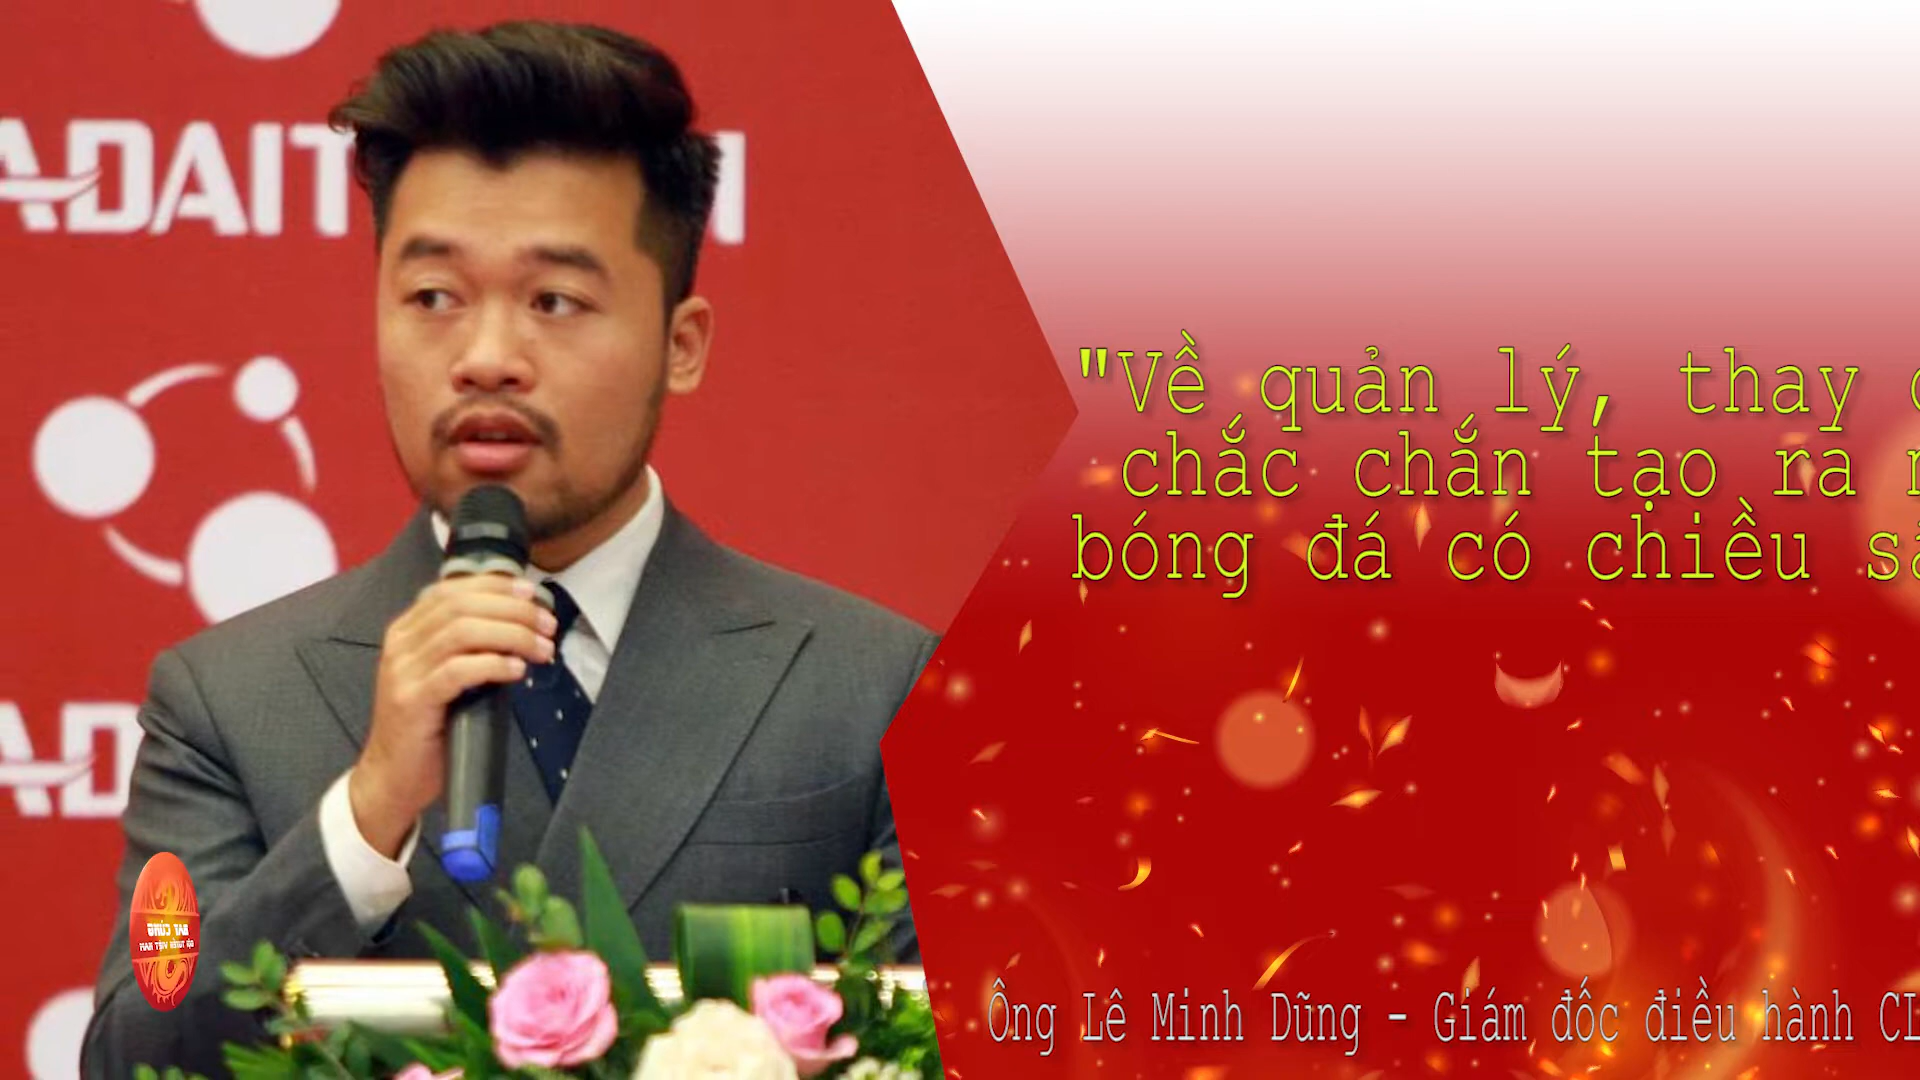 ADAIT
"Về quản lý, thay
chắc chắn tạo ra
bóng đá có chiều
Ông Lê Minh Dũng - Giám đốc điều hành CL